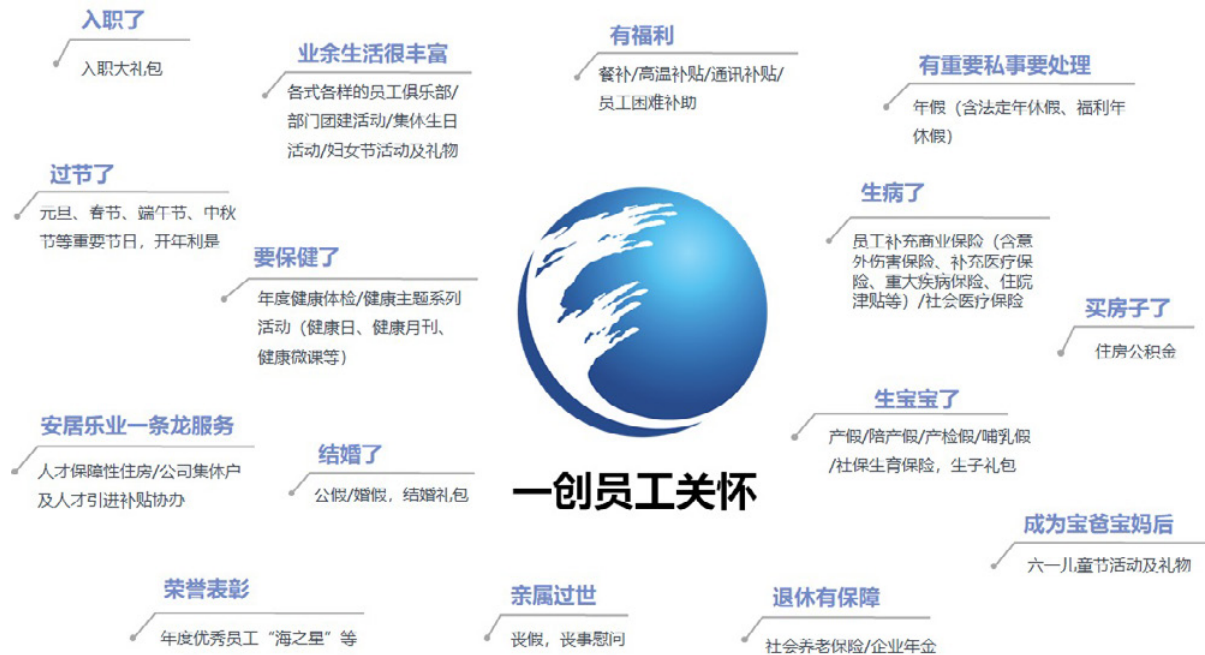 入职了
入职大礼包
业余生活很丰富
各式各样的员工俱乐部/
部门团建活动/集体生日
活动/妇女节活动及礼物
有福利
餐补/高温补贴/通讯补贴/
员工困难补助
有重要私事要处理
年假（含法定年休假、福利年
休假）
过节了
元旦、春节、端午节、中秋
节等重要节日，开年利是
要保健了
年度健康体检/健康主题系列
活动（健康日、健康月刊、
健康微课等）
生病了
员工补充商业保险（含意
外伤害保险、补充医疗保
险、重大疾病保险、住院
津贴等）/社会医疗保险
买房子了
住房公积金
安居乐业一条龙服务
人才保障性住房/公司集体户
及人才引进补贴协办
结婚了
公假/婚假，结婚礼包
一创员工关怀
生宝宝了
产假/陪产假/产检假/哺乳假
/社保生育保险，生子礼包
成为宝爸宝妈后
六一儿童节活动及礼物
荣誉表彰
年度优秀员工“海之星”等
亲属过世
丧假，丧事慰问
退休有保障
社会养老保险/企业年金